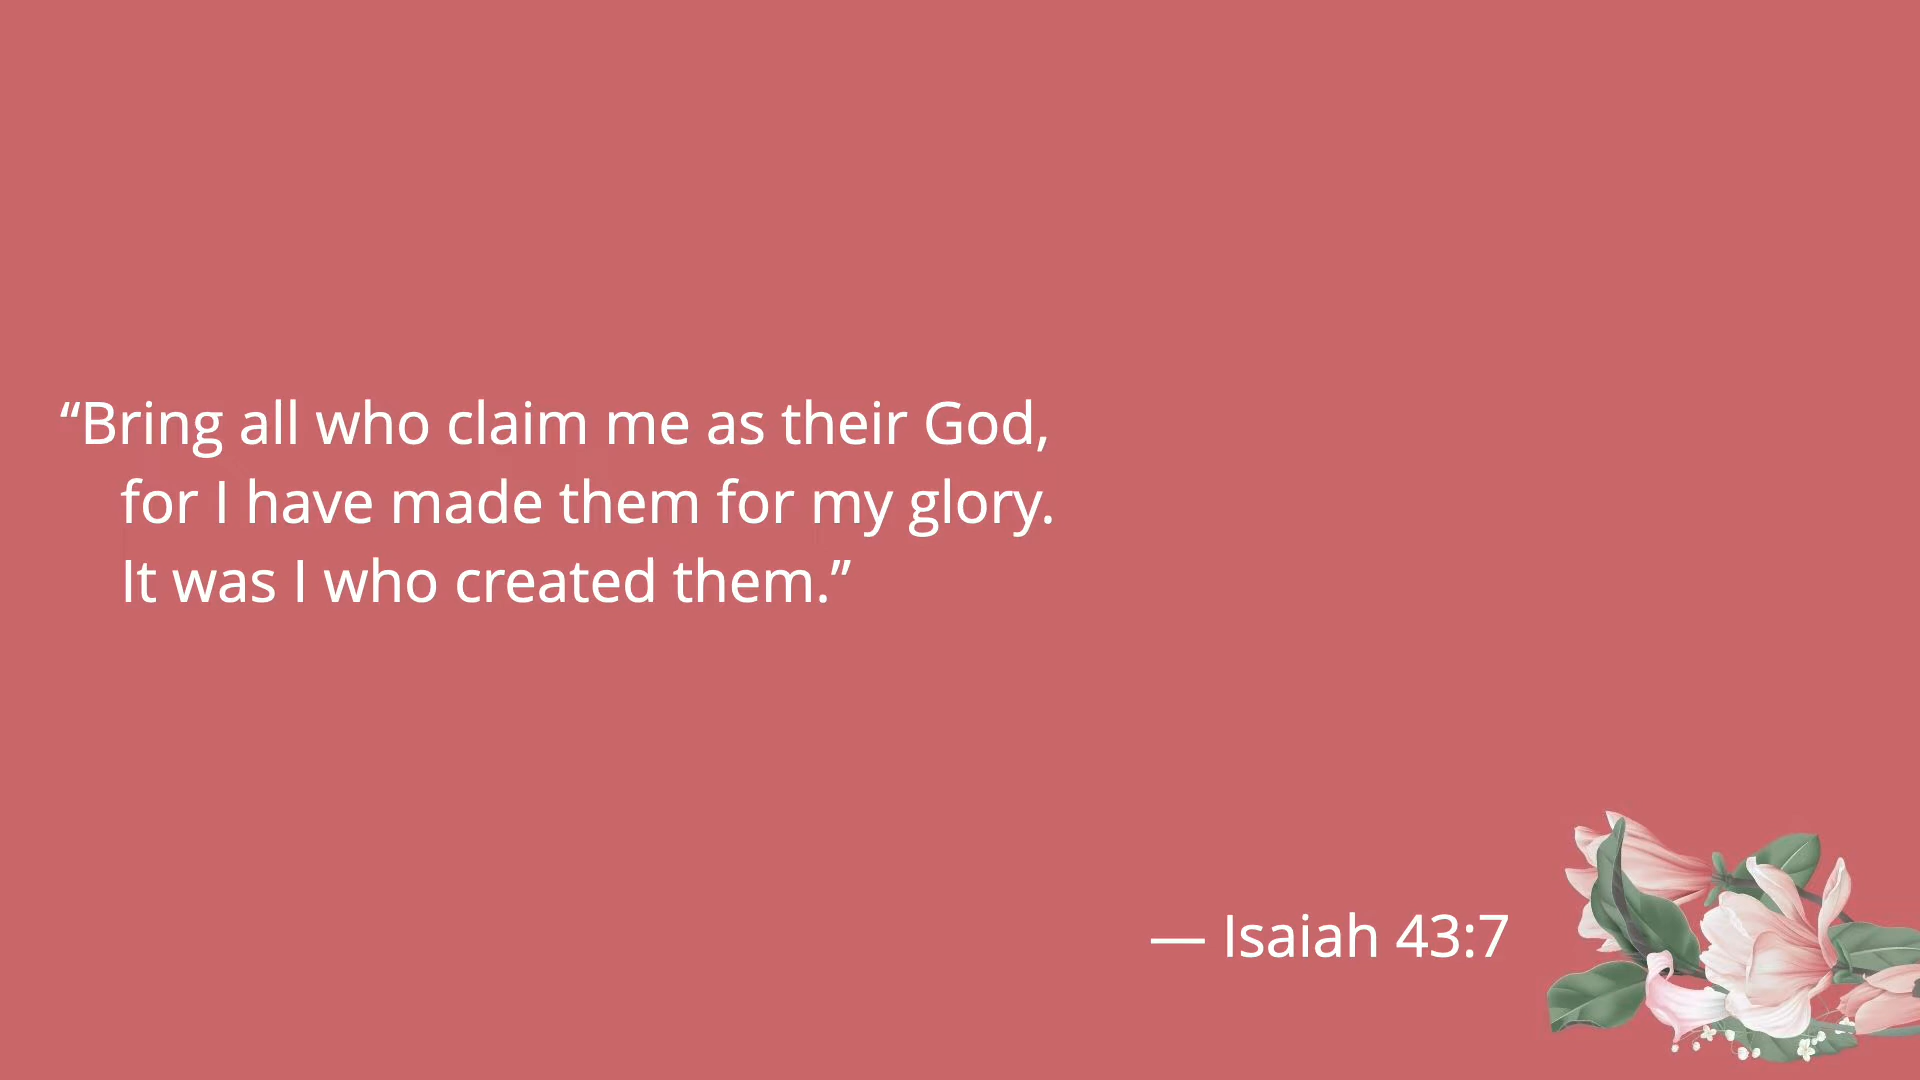 “Bring all who claim me as their God,
for I have made them for my glory.
It was I who created them.”
— Isaiah 43:7